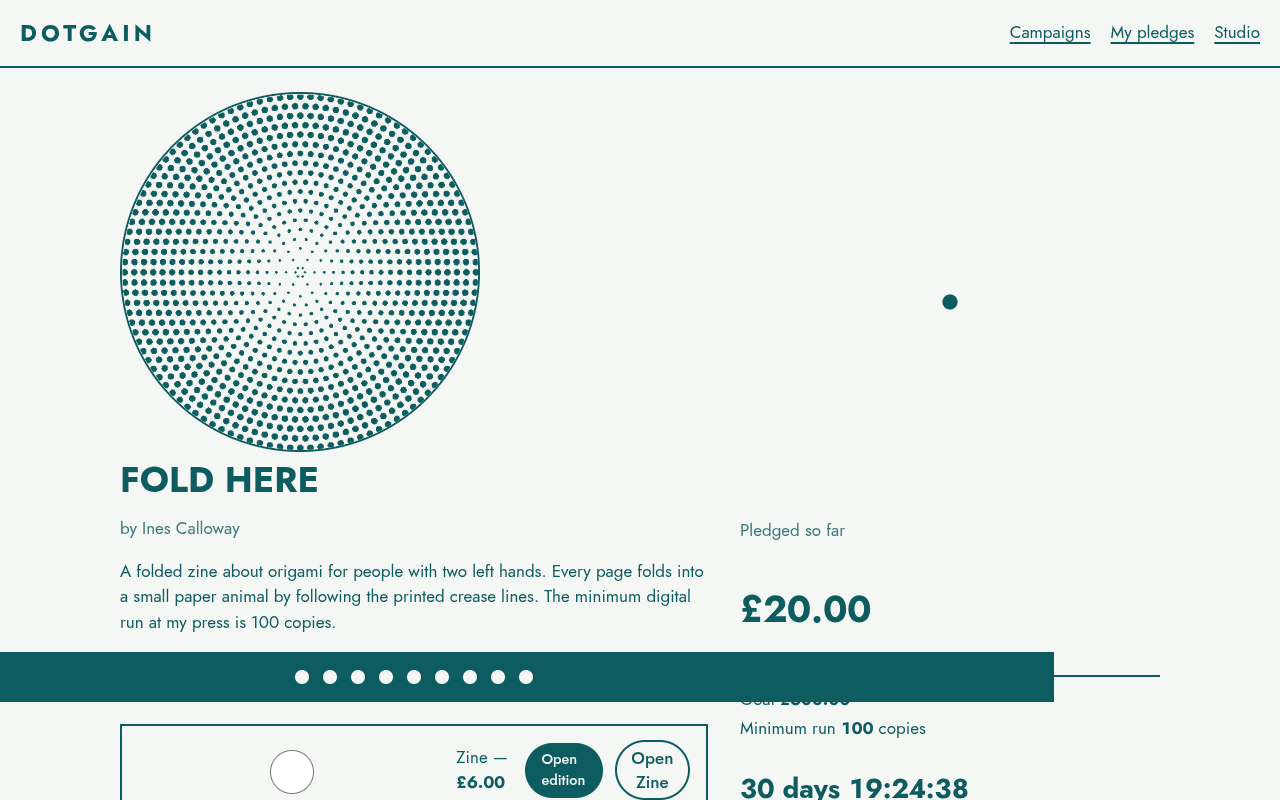 DOTGAIN
Campaigns My pledges Studio
FOLD HERE
by Ines Calloway
A folded zine about origami for people with two left hands. Every page folds into
a small paper animal by following the printed crease lines. The minimum digital
run at my press is 100 copies.
Pledged so far
£20.00
Minimum run 100 copies
30 days 19:24:38
Zine —
£6.00
Open
edition
Open
Zine